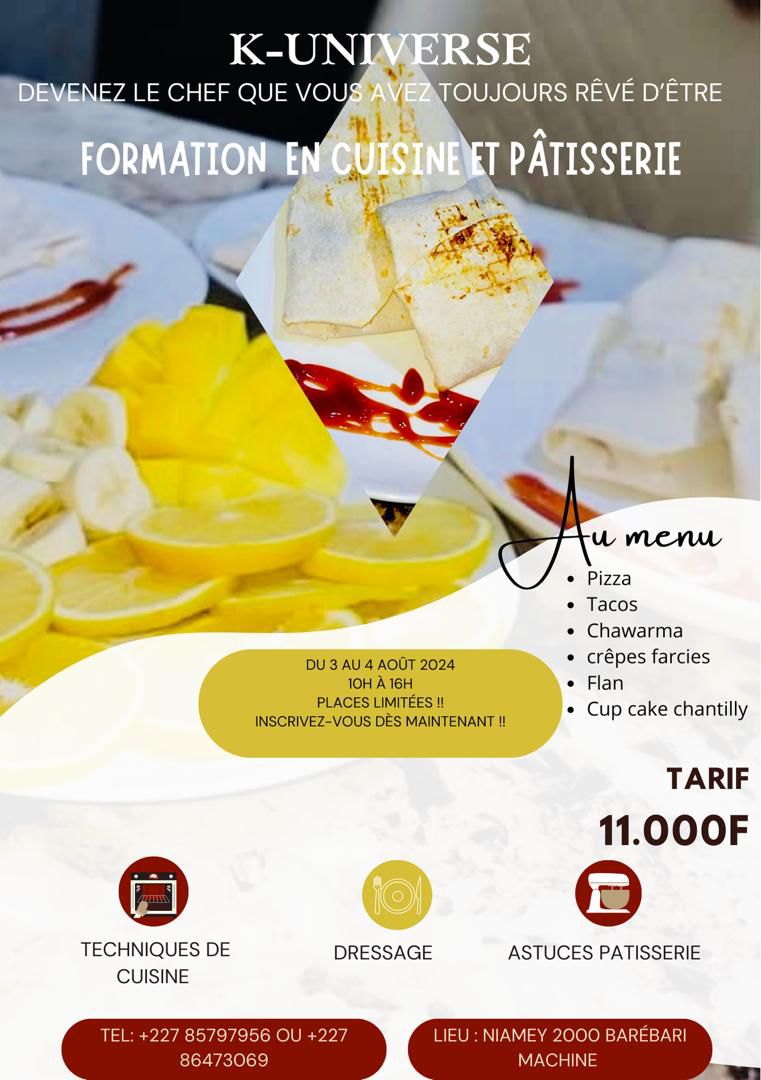 K-UNIVERSE
DEVENEZ LE CHEF QUE VOUS AVEZ TOUJOURS RÊVÉ D'ÊTRE
FORMATION EN CUISINE ET PÂTISSERIE
Au menu
• Pizza
• Tacos
• Chawarma
• crêpes farcies
• Flan
• Cup cake chantilly
DU 3 AU 4 AOÛT 2024
10H À 16H
PLACES LIMITÉES !!
INSCRIVEZ-VOUS DÈS MAINTENANT !!
TARIF
11.000F
TECHNIQUES DE
CUISINE
DRESSAGE
ASTUCES PATISSERIE
TEL: +227 85797956 OU +227
86473069
LIEU : NIAMEY 2000 BARÉBARI
MACHINE